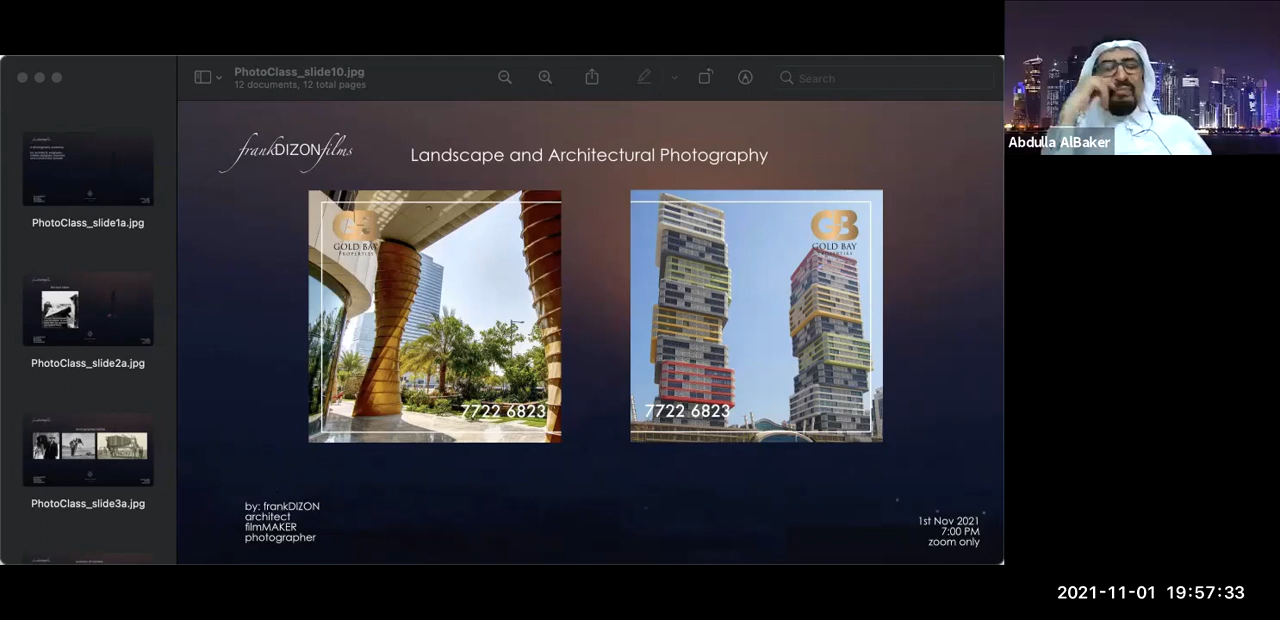 PhotoClass_slide10.jpg
12 documents, 12 total pages
Search
PhotoClass_slide1a.jpg
PhotoClass_slide2a.jpg
PhotoClass_slide3a.jpg
frankDIZONfilms
Landscape and Architectural Photography
GB
GOLD BAY
PROPERTIES
7722 6823
GB
GOLD BAY
PROPERTIES
7722 6823
by: frankDIZON
architect
filmMAKER
photographer
1st Nov 2021
7:00 PM
zoom only
Abdulla AlBaker
2021-11-01 19:57:33